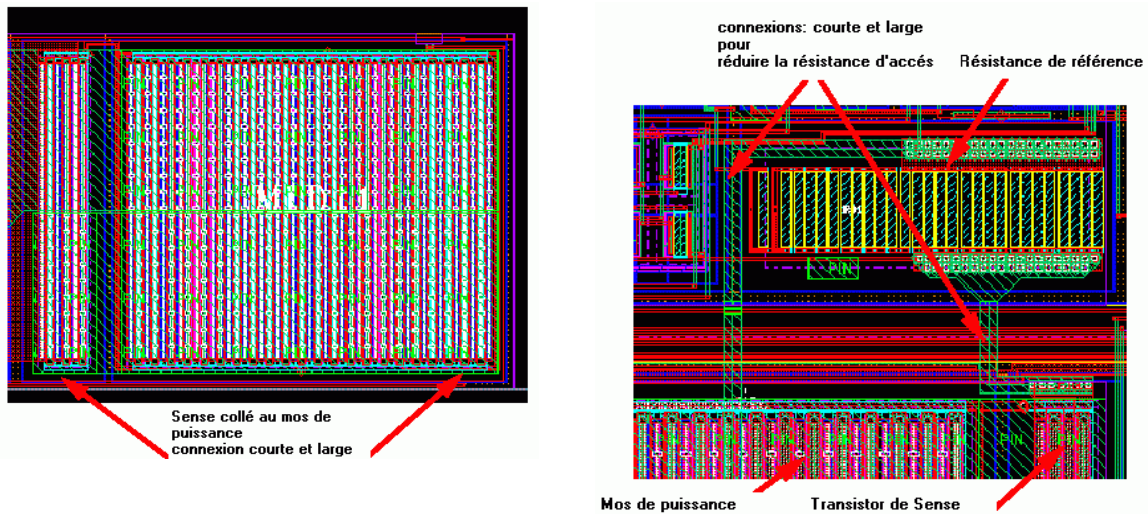 connexions: courte et large
pour
réduire la résistance d'accés
Résistance de référence
PIN
Sense collé au mos de
puissance
connexion courte et large
PIN
PIN
Mos de puissance
Transistor de Sense